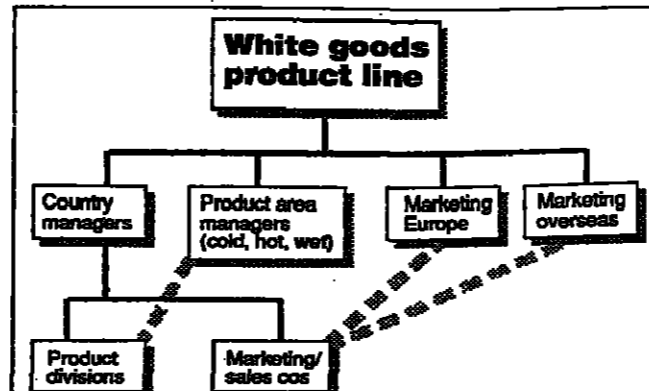 White goods
product line
Country
managers
Product area
managers
(cold, hot, wet)
Marketing
Europe
Marketing
overseas
Product
divisions
Marketing/
sales cos